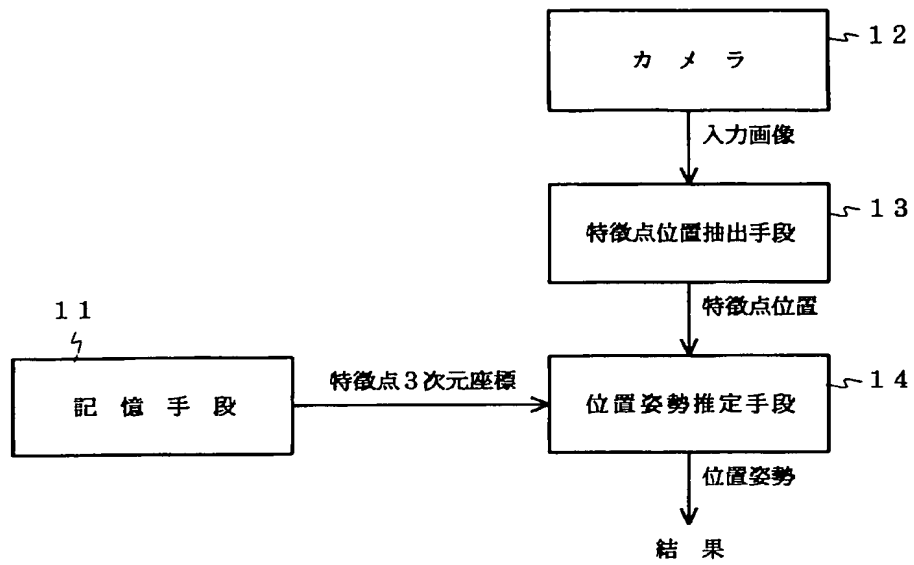 12
カメラ
入力画像
13
特徴点位置抽出手段
特徴点位置
11
記憶手段
特徴点3次元座標
14
位置姿勢推定手段
位置姿勢
結果